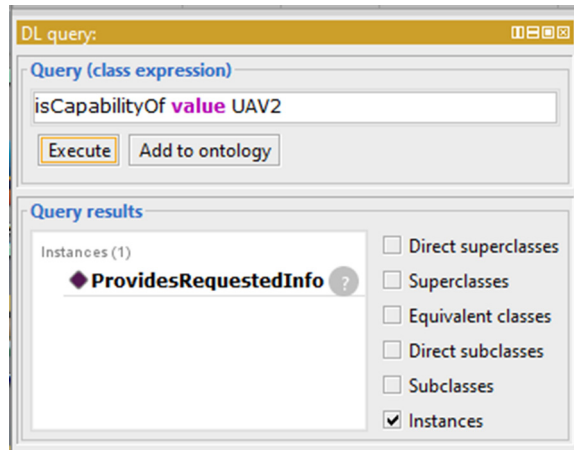 DL query:
Query (class expression)
isCapabilityOf value UAV2
Execute Add to ontology
Query results
Instances (1)
ProvidesRequestedInfo ?
Direct superclasses
Superclasses
Equivalent classes
Direct subclasses
Subclasses
Instances